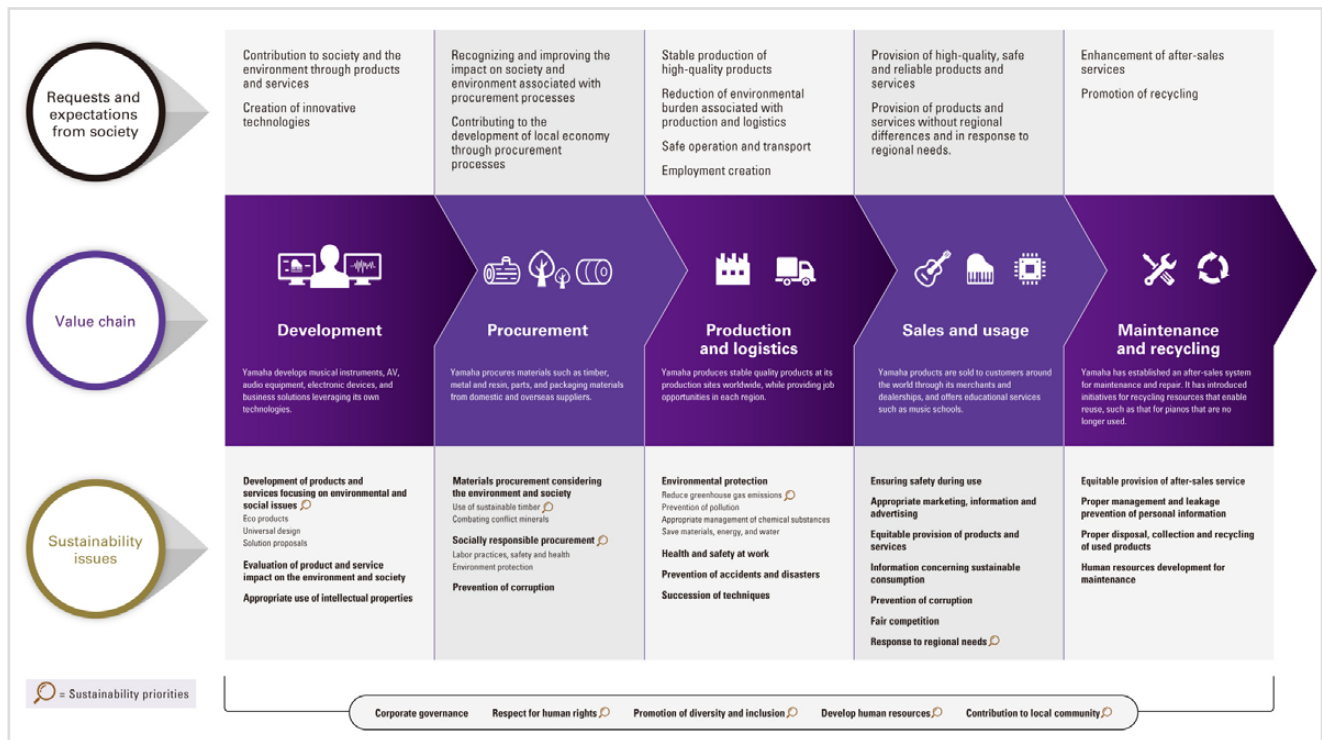 Requests and
expectations
from society
Contribution to society and the
environment through products
and services
Creation of innovative
technologies
Recognizing and improving the
impact on society and
environment associated with
procurement processes
Contributing to the
development of local economy
through procurement
processes
Stable production of
high-quality products
Reduction of environmental
burden associated with
production and logistics
Safe operation and transport
Employment creation
Provision of high-quality, safe
and reliable products and
services
Provision of products and
services without regional
differences and in response to
regional needs.
Enhancement of after-sales
services
Promotion of recycling
Value chain
Development
Yamaha develops musical instruments, AV,
audio equipment, electronic devices, and
business solutions leveraging its own
technologies.
Procurement
Yamaha procures materials such as timber,
metal and resin, parts, and packaging materials
from domestic and overseas suppliers.
Production
and logistics
Yamaha produces stable quality products at its
production sites worldwide, while providing job
opportunities in each region.
Sales and usage
Yamaha products are sold to customers around
the world through its merchants and
dealerships, and offers educational services
such as music schools.
Maintenance
and recycling
Yamaha has established an after-sales system
for maintenance and repair. It has introduced
initiatives for recycling resources that enable
reuse, such as that for pianos that are no
longer used.
Sustainability
issues
Development of products and
services focusing on environmental and
social issues
Eco products
Universal design
Solution proposals
Evaluation of product and service
impact on the environment and society
Appropriate use of intellectual properties
Materials procurement considering
the environment and society
Use of sustainable timber
Combating conflict minerals
Socially responsible procurement
Labor practices, safety and health
Environment protection
Prevention of corruption
Environmental protection
Reduce greenhouse gas emissions
Prevention of pollution
Appropriate management of chemical substances
Save materials, energy, and water
Health and safety at work
Prevention of accidents and disasters
Succession of techniques
Ensuring safety during use
Appropriate marketing, information and
advertising
Equitable provision of products and
services
Information concerning sustainable
consumption
Prevention of corruption
Fair competition
Response to regional needs
Equitable provision of after-sales service
Proper management and leakage
prevention of personal information
Proper disposal, collection and recycling
of used products
Human resources development for
maintenance
= Sustainability priorities
Corporate governance Respect for human rights Promotion of diversity and inclusion Develop human resources Contribution to local community